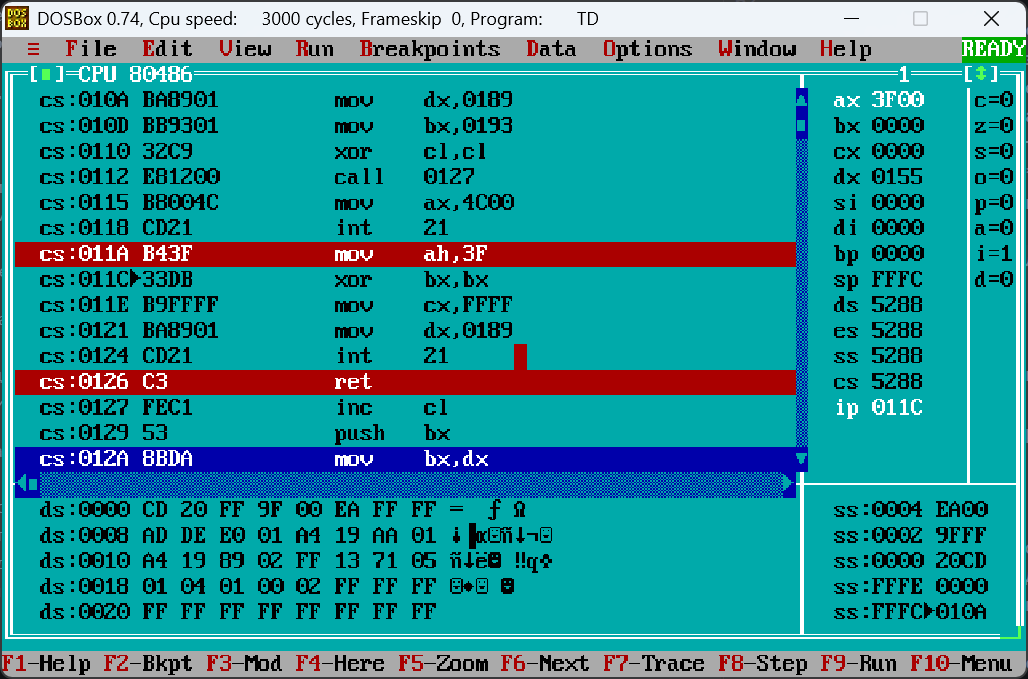 DOS BOX DOSBox 0.74, Cpu speed: 3000 cycles, Frameskip 0, Program: TD
≡ File Edit View Run Breakpoints Data Options Window Help READY
[■]=CPU 80486 1 [↕]
cs:010A BA8901 mov dx,0189 ax 3F00 c=0
cs:010D BB9301 mov bx,0193 bx 0000 z=0
cs:0110 32C9 xor cl,cl cx 0000 s=0
cs:0112 E81200 call 0127 dx 0155 o=0
cs:0115 B8004C mov ax,4C00 si 0000 p=0
cs:0118 CD21 int 21 di 0000 a=0
cs:011A B43F mov ah,3F bp 0000 i=1
cs:011C►33DB xor bx,bx sp FFFC d=0
cs:011E B9FFFF mov cx,FFFF ds 5288
cs:0121 BA8901 mov dx,0189 es 5288
cs:0124 CD21 int 21 ss 5288
cs:0126 C3 ret cs 5288
cs:0127 FEC1 inc cl ip 011C
cs:0129 53 push bx
cs:012A 8BDA mov bx,dx
ds:0000 CD 20 FF 9F 00 EA FF FF = ƒ Ω ss:0004 EA00
ds:0008 AD DE E0 01 A4 19 AA 01 ¡▐α☺ñ↓¬☺ ss:0002 9FFF
ds:0010 A4 19 89 02 FF 13 71 05 ñ↓ë☻ ‼q♣ ss:0000 20CD
ds:0018 01 04 01 00 02 FF FF FF ☺♦☺ ☻ ss:FFFE 0000
ds:0020 FF FF FF FF FF FF FF FF ss:FFFC►010A
F1-Help F2-Bkpt F3-Mod F4-Here F5-Zoom F6-Next F7-Trace F8-Step F9-Run F10-Menu